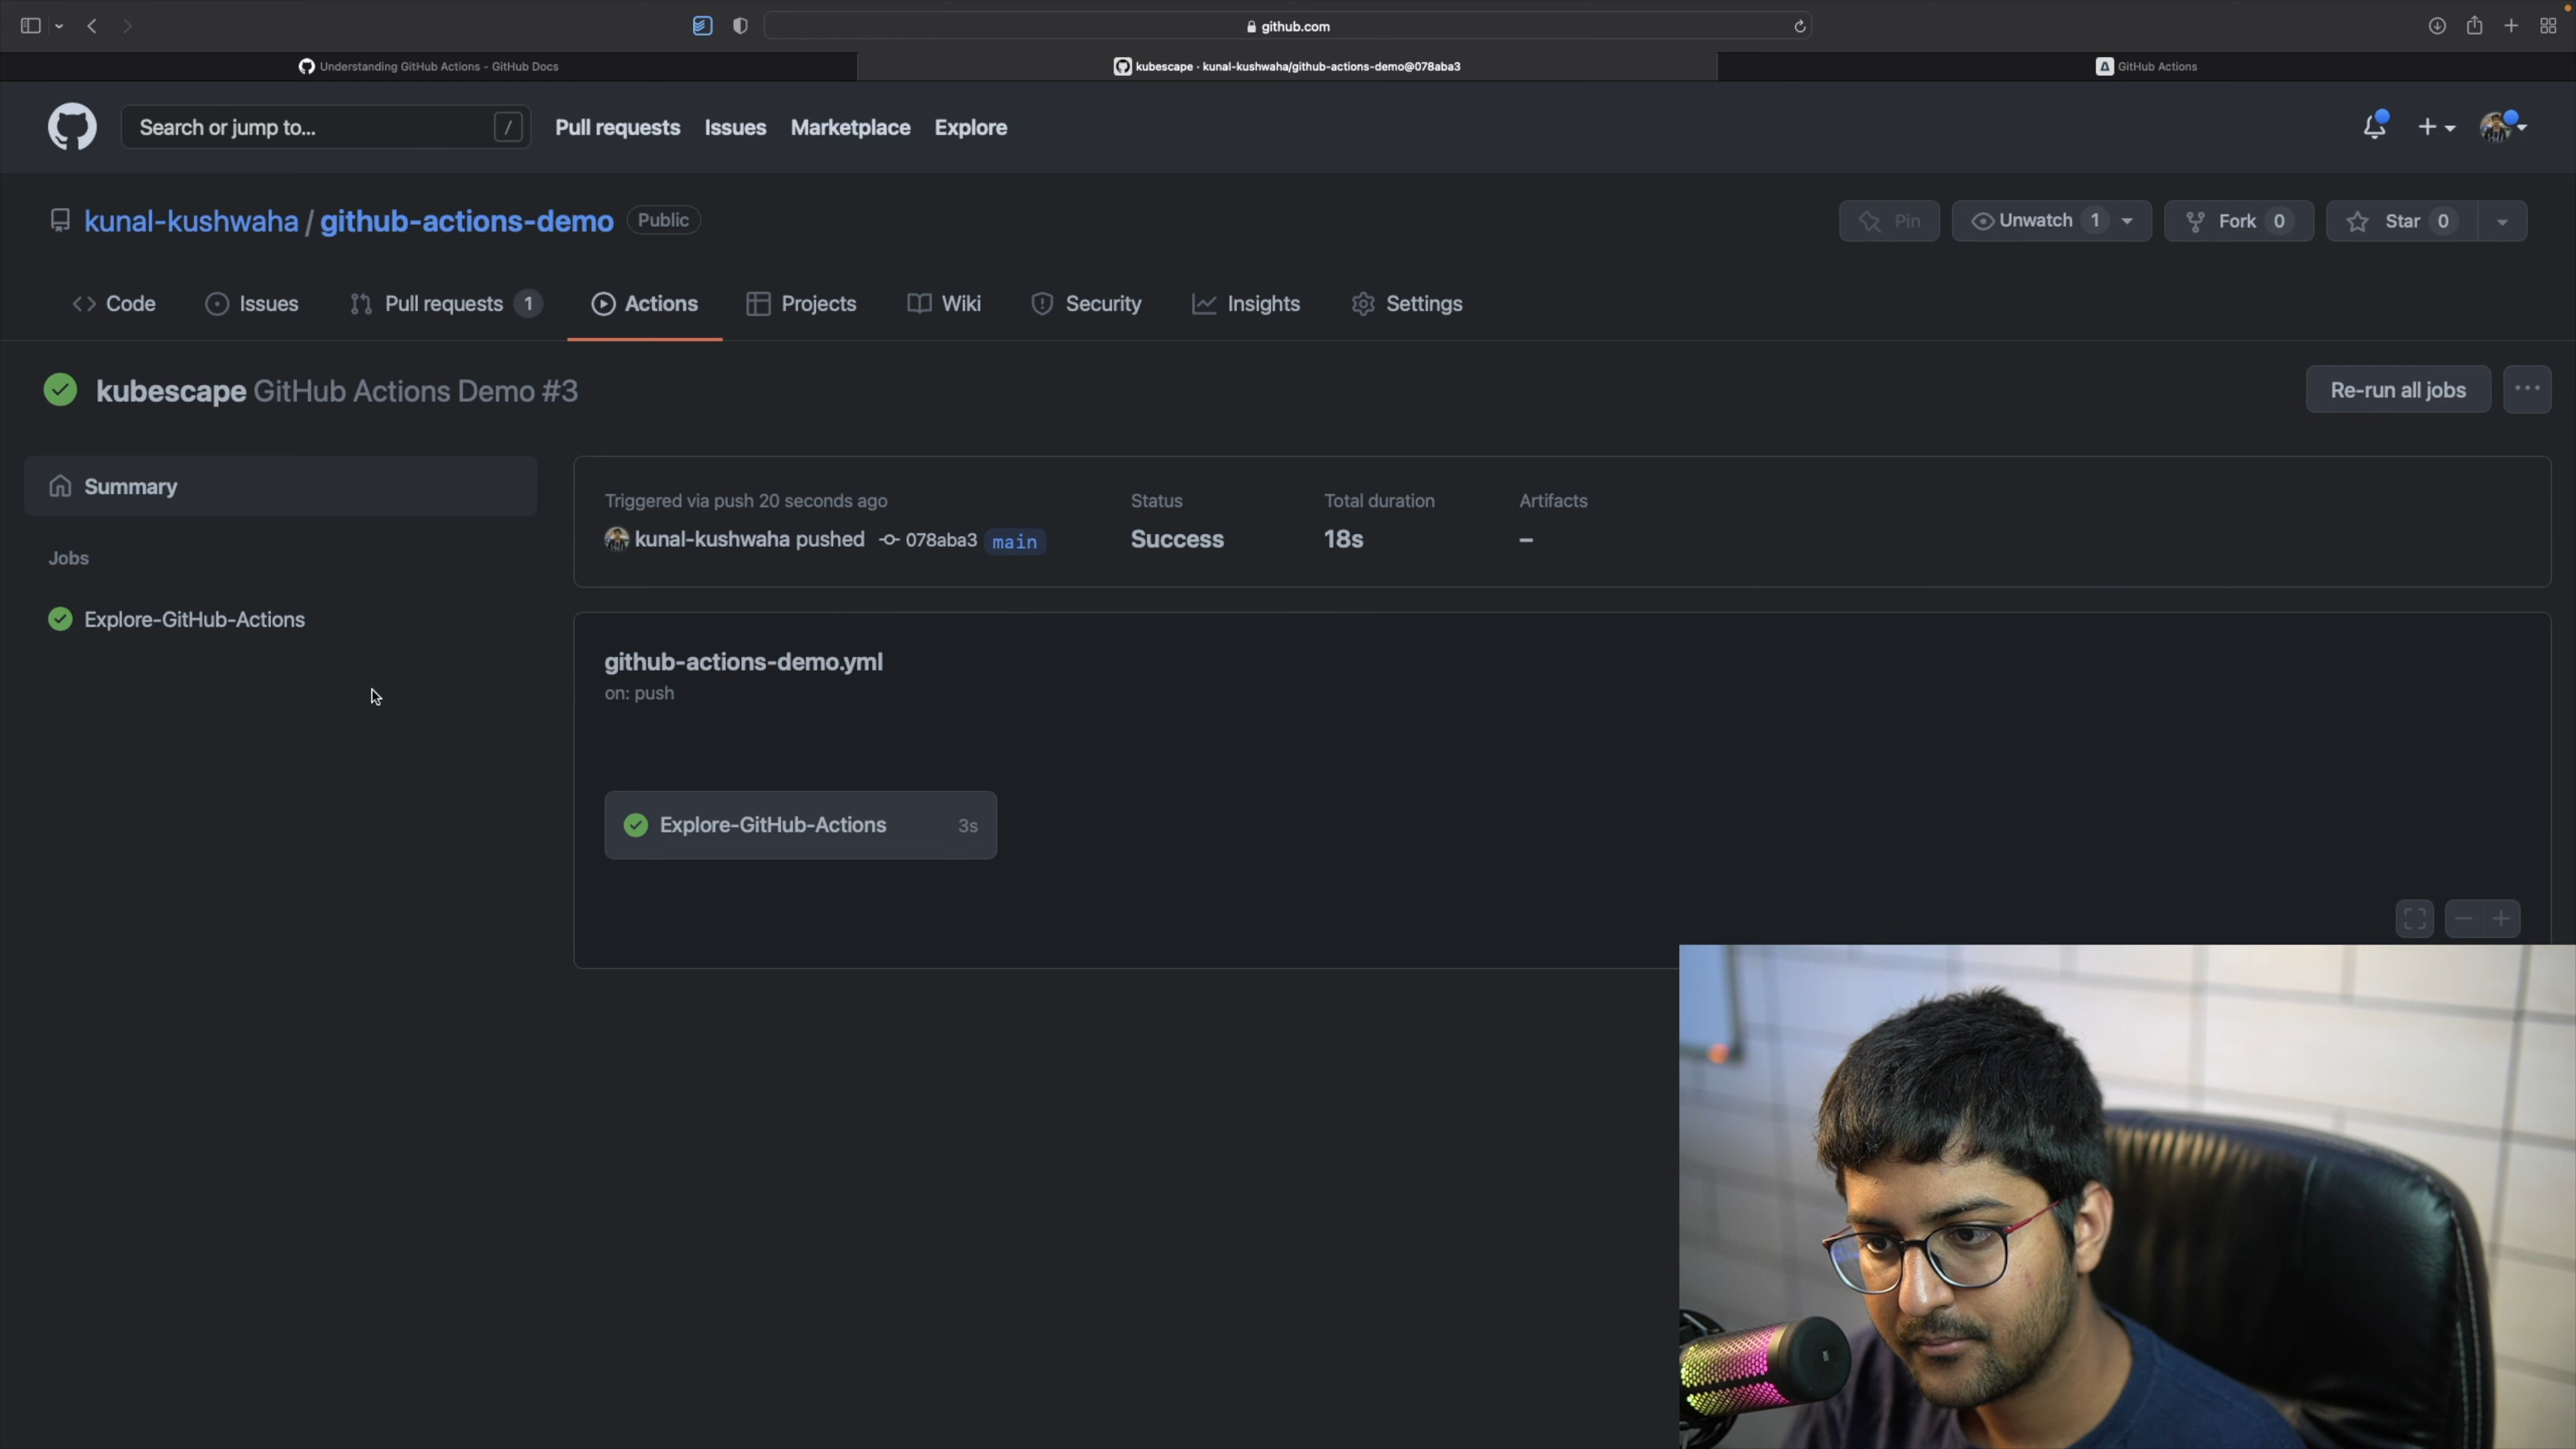 github.com
Understanding GitHub Actions - GitHub Docs
kubescape · kunal-kushwaha/github-actions-demo@078aba3
GitHub Actions
Search or jump to... /
Pull requests Issues Marketplace Explore
kunal-kushwaha / github-actions-demo Public
Pin Unwatch 1 Fork 0 Star 0
Code Issues Pull requests 1 Actions Projects Wiki Security Insights Settings
kubescape GitHub Actions Demo #3
Re-run all jobs
Summary
Jobs
Explore-GitHub-Actions
Triggered via push 20 seconds ago
kunal-kushwaha pushed 078aba3 main
Status
Success
Total duration
18s
Artifacts
–
github-actions-demo.yml
on: push
Explore-GitHub-Actions 3s